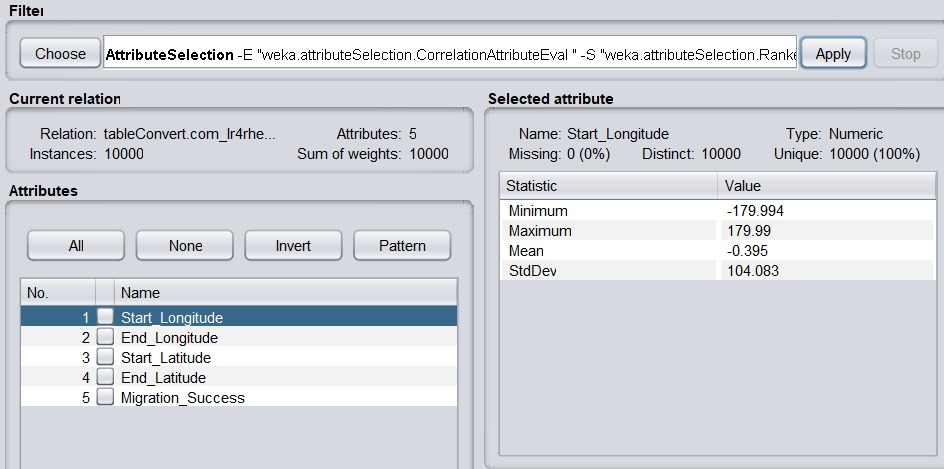 Filter
Choose AttributeSelection -E "weka.attributeSelection.CorrelationAttributeEval " -S "weka.attributeSelection.Ranke Apply Stop
Current relation
Relation: tableConvert.com_lr4rhe... Attributes: 5
Instances: 10000 Sum of weights: 10000
Attributes
All None Invert Pattern
No. Name
1 Start_Longitude
2 End_Longitude
3 Start_Latitude
4 End_Latitude
5 Migration_Success
Selected attribute
Name: Start_Longitude Type: Numeric
Missing: 0 (0%) Distinct: 10000 Unique: 10000 (100%)
Statistic Value
Minimum -179.994
Maximum 179.99
Mean -0.395
StdDev 104.083